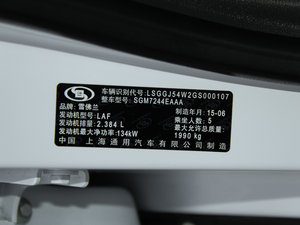 车辆识别代号:LSGGJ54W2GS000107
整车型号:SGM7244EAAA
品牌:雪佛兰
制造年月:15-06
发动机型号:LAF
乘坐人数:5
发动机排量:2.384 L
最大允许总质量:
发动机最大净功率:134kW
1990 kg
中国 上海通用汽车有限公司制造